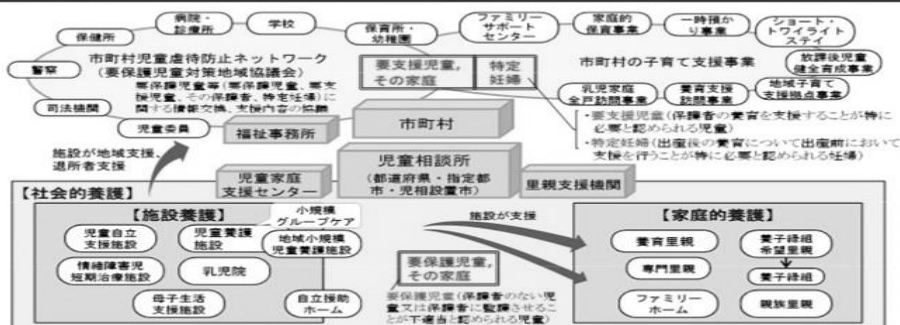 病院・
診療所
学校
保育所・
幼稚園
ファミリー
サポート
センター
家庭的
保育事業
一時預か
り事業
ショート・
トワイライト
ステイ
保健所
警察
司法機関
児童委員
市町村児童虐待防止ネットワーク
（要保護児童対策地域協議会）
要保護児童等（要保護児童、要支
援児童、その保護者、特定妊婦）に
関する情報交換、支援内容の協議
要支援児童，
その家庭
特定
妊婦
市町村の子育て支援事業
放課後児童
健全育成事業
乳児家庭
全戸訪問事業
養育支援
訪問事業
地域子育て
支援拠点事業
・要支援児童（保護者の養育を支援することが特に
必要と認められる児童）
・特定妊婦（出産後の養育について出産前において
支援を行うことが特に必要と認められる妊婦）
福祉事務所
市町村
施設が地域支援、
退所者支援
児童家庭
支援センター
児童相談所
（都道府県・指定都
市・児相設置市）
里親支援機関
【社会的養護】
【施設養護】
児童自立
支援施設
児童養護
施設
小規模
グループケア
地域小規模
児童養護施設
情緒障害児
短期治療施設
乳児院
母子生活
支援施設
自立援助
ホーム
施設が支援
要保護児童，
その家庭
要保護児童（保護者のない児
童又は保護者に監護させるこ
とが不適当と認められる児童）
【家庭的養護】
養育里親
養子縁組
希望里親
専門里親
養子縁組
ファミリー
ホーム
親族里親